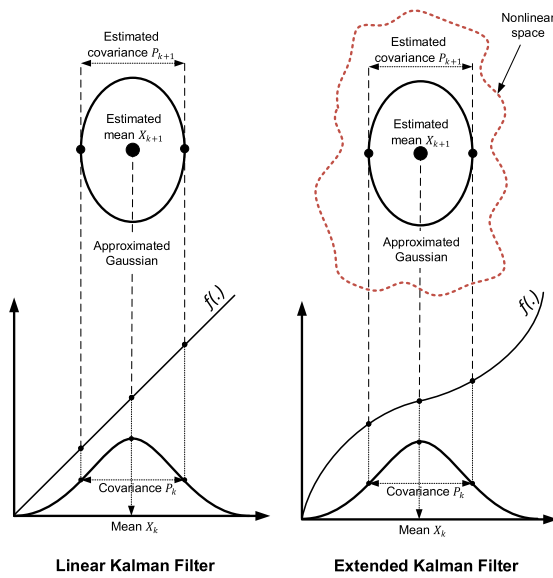 Estimated
covariance P_{k+1}
Estimated
mean X_{k+1}
Approximated
Gaussian
f(.)
Covariance P_k
Mean X_k
Linear Kalman Filter
Nonlinear
space
Estimated
covariance P_{k+1}
Estimated
mean X_{k+1}
Approximated
Gaussian
f(.)
Covariance P_k
Mean X_k
Extended Kalman Filter